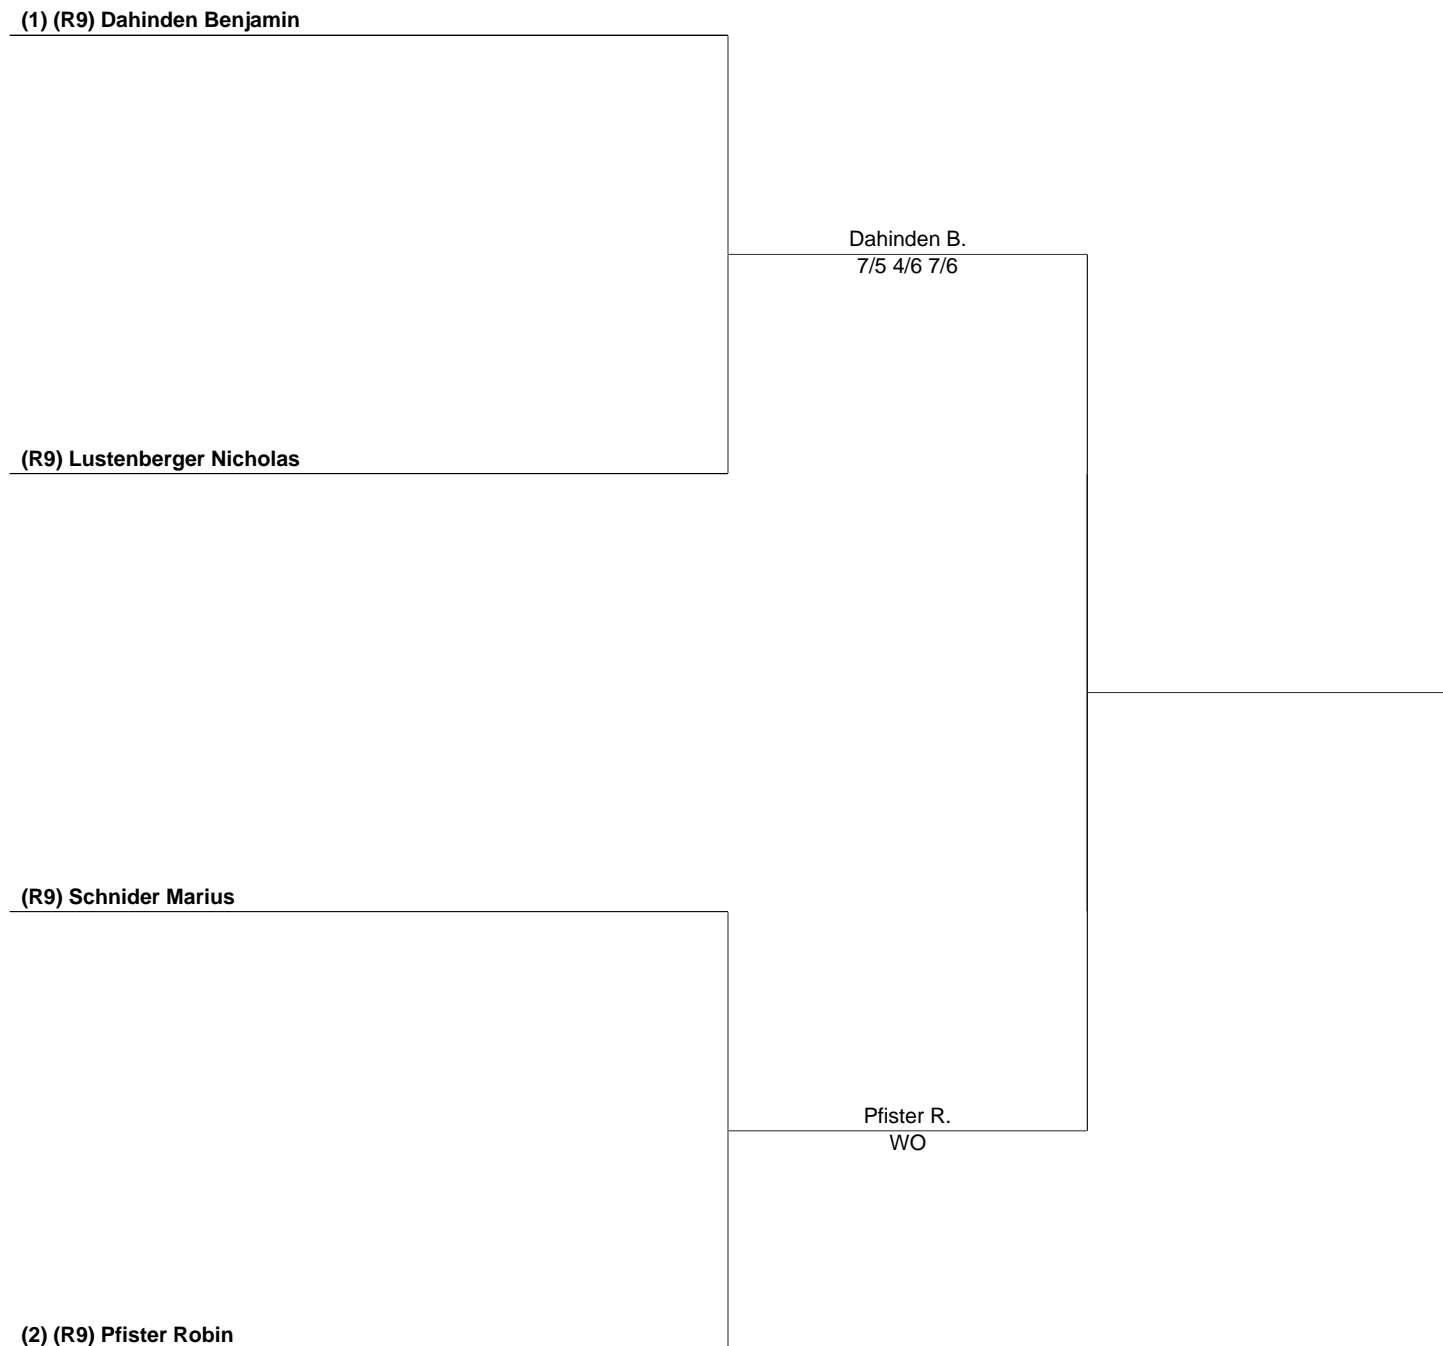 (1) (R9) Dahinden Benjamin
Dahinden B.
7/5 4/6 7/6
(R9) Lustenberger Nicholas
(R9) Schnider Marius
Pfister R.
WO
(2) (R9) Pfister Robin